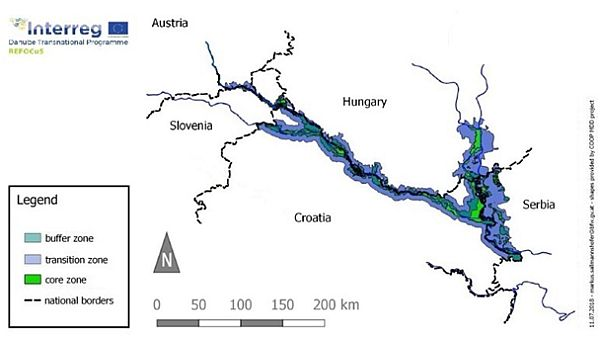 Interreg
Danube Transnational Programme
REFOCuS
Austria
Hungary
Slovenia
Croatia
Serbia
Legend
buffer zone
transition zone
core zone
national borders
N
0 50 100 150 200 km